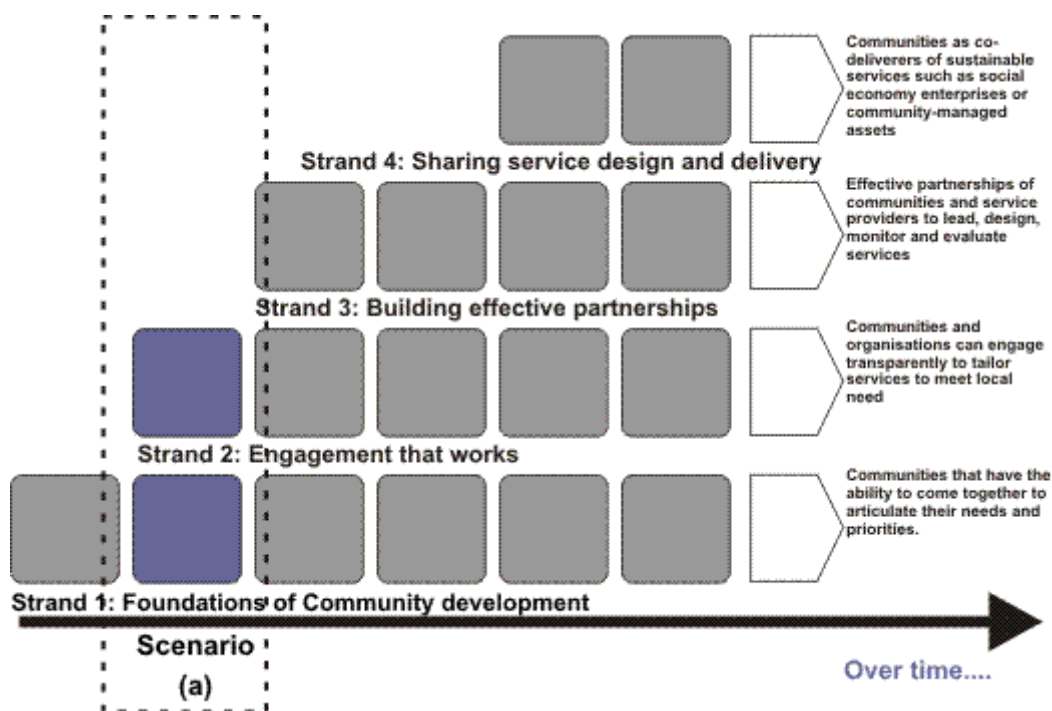 Communities as co-
deliverers of sustainable
services such as social
economy enterprises or
community-managed
assets
Strand 4: Sharing service design and delivery
Effective partnerships of
communities and service
providers to lead, design,
monitor and evaluate
services
Strand 3: Building effective partnerships
Communities and
organisations can engage
transparently to tailor
services to meet local
need
Strand 2: Engagement that works
Communities that have the
ability to come together to
articulate their needs and
priorities.
Strand 1: Foundations of Community development
Scenario
(a)
Over time....